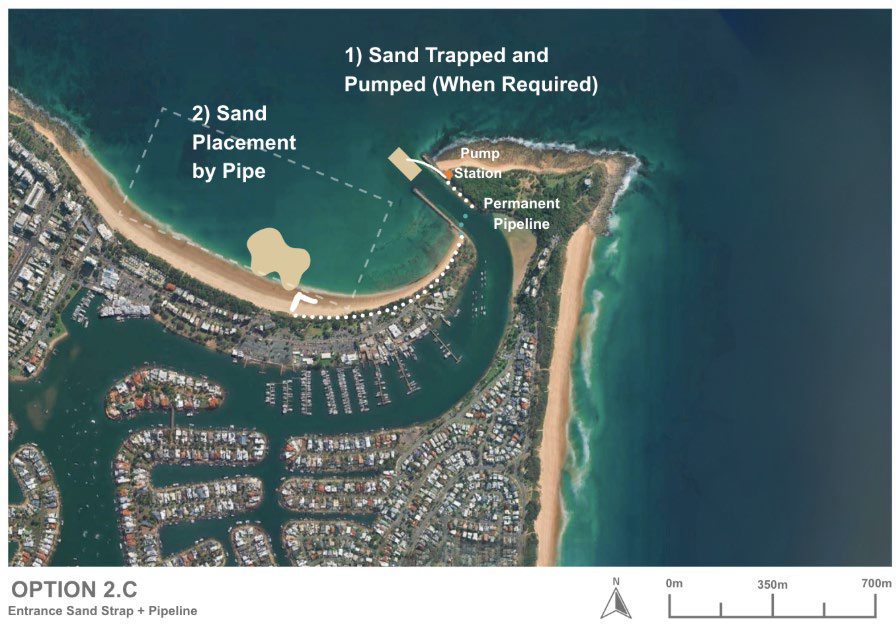 1) Sand Trapped and
Pumped (When Required)
2) Sand
Placement
by Pipe
Pump
Station
Permanent
Pipeline
OPTION 2.C
Entrance Sand Strap + Pipeline
N
0m 350m 700m